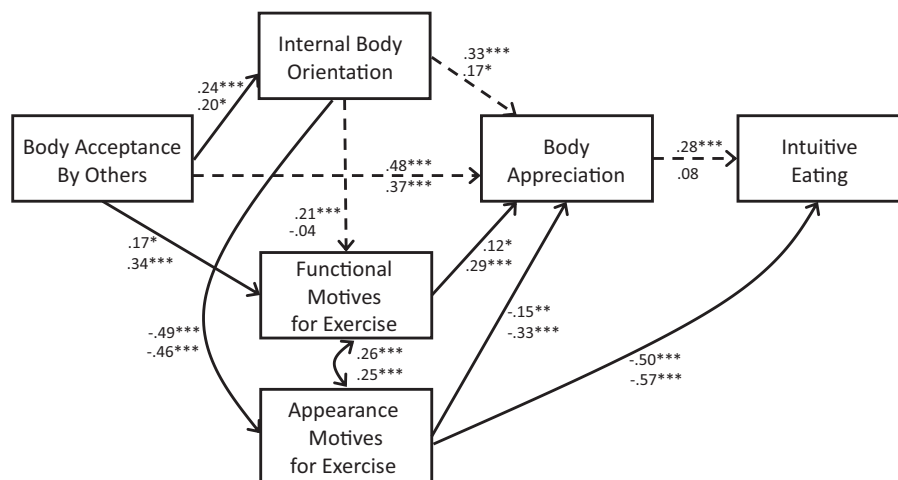 Internal Body
Orientation
.33***
.17*
.24***
.20*
Body Acceptance
By Others
Body
Appreciation
.28***
.08
Intuitive
Eating
.48***
.37***
.21***
-.04
.17*
.34***
.12*
.29***
Functional
Motives
for Exercise
-.15**
-.33***
-.49***
-.46***
.26***
.25***
-.50***
-.57***
Appearance
Motives
for Exercise